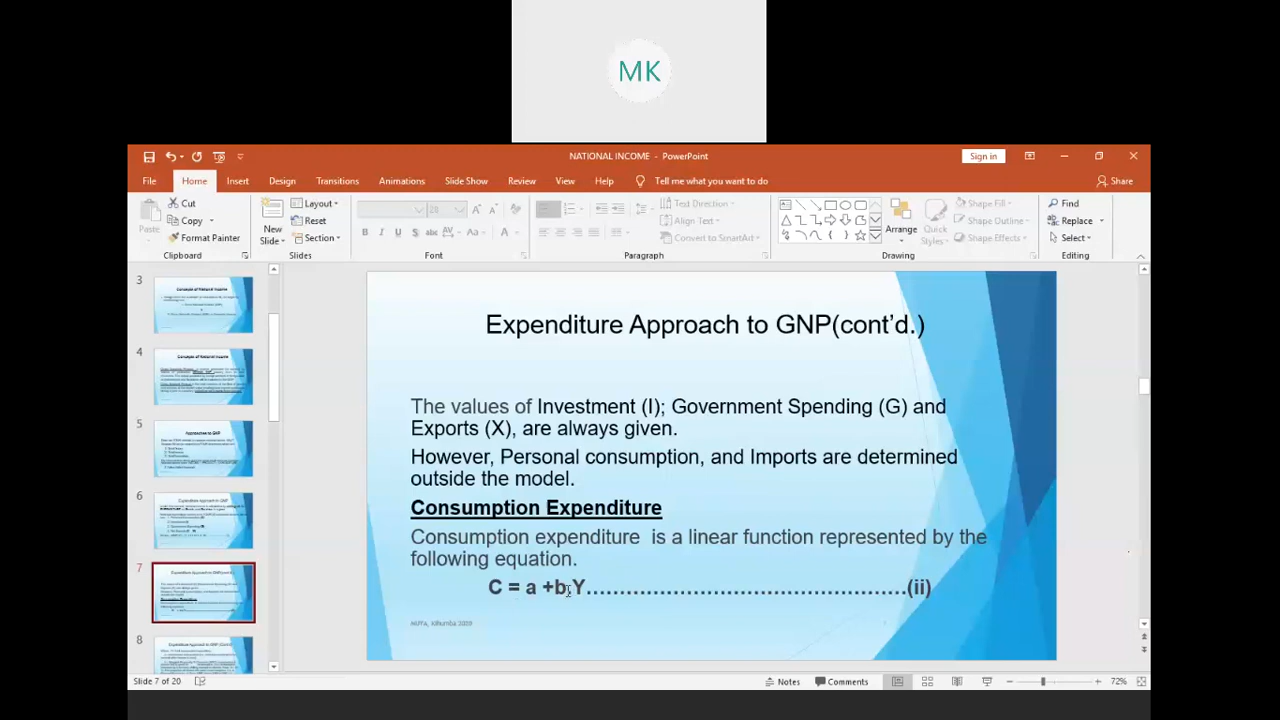 MK
NATIONAL INCOME - PowerPoint
Sign in
File Home Insert Design Transitions Animations Slide Show Review View Help Tell me what you want to do Share
Paste Cut Copy Format Painter Clipboard
New Slide Layout Reset Section Slides
28 Font
Text Direction Align Text Convert to SmartArt Paragraph
Arrange Quick Styles Shape Fill Shape Outline Shape Effects Drawing
Find Replace Select Editing
3
4
5
6
7
8
Expenditure Approach to GNP(cont'd.)
The values of Investment (I); Government Spending (G) and
Exports (X), are always given.
However, Personal consumption, and Imports are determined
outside the model.
Consumption Expenditure
Consumption expenditure is a linear function represented by the
following equation.
C = a +bY................................................(ii)
Slide 7 of 20 Notes Comments 72%